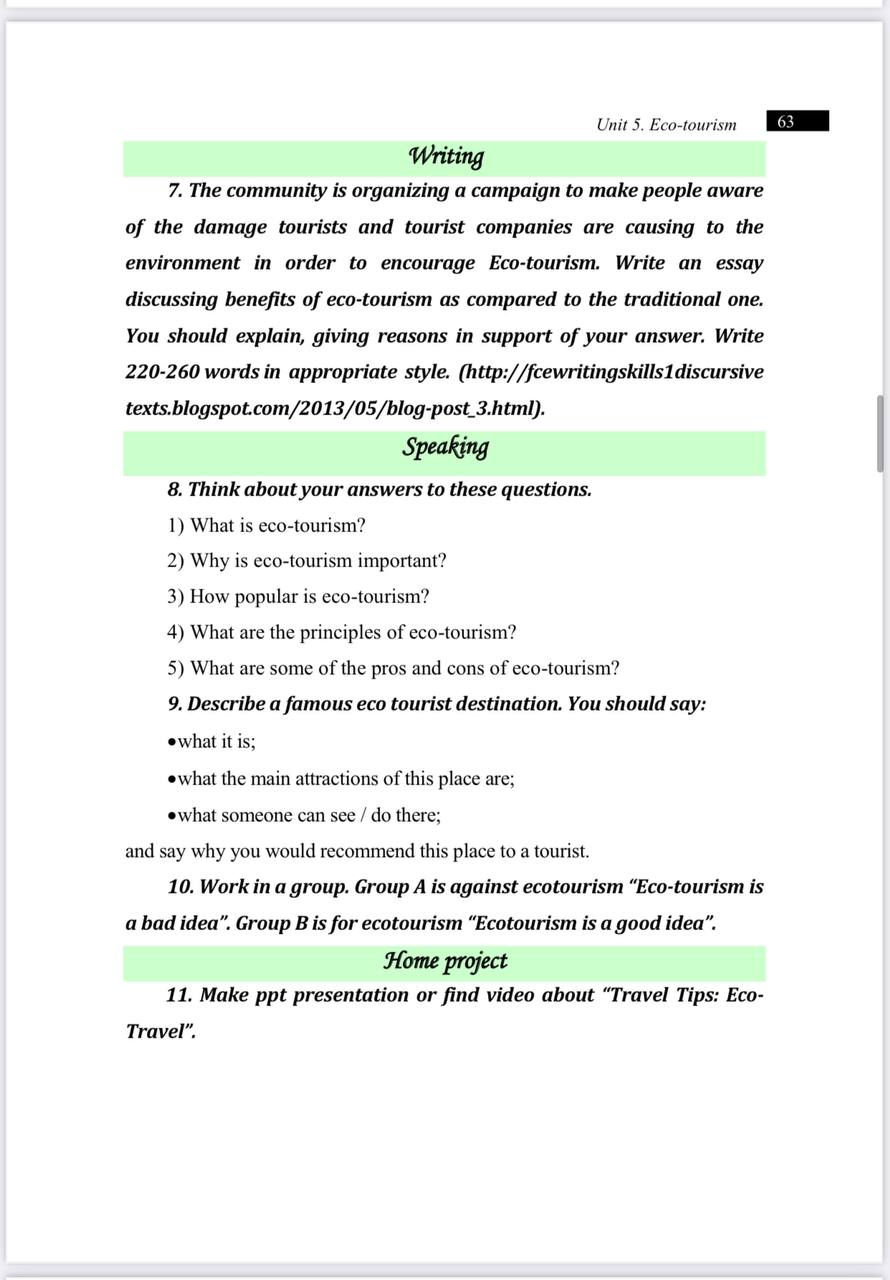 Unit 5. Eco-tourism 63
Writing
7. The community is organizing a campaign to make people aware
of the damage tourists and tourist companies are causing to the
environment in order to encourage Eco-tourism. Write an essay
discussing benefits of eco-tourism as compared to the traditional one.
You should explain, giving reasons in support of your answer. Write
220-260 words in appropriate style. (http://fcewritingskills1discursive
texts.blogspot.com/2013/05/blog-post_3.html).
Speaking
8. Think about your answers to these questions.
1) What is eco-tourism?
2) Why is eco-tourism important?
3) How popular is eco-tourism?
4) What are the principles of eco-tourism?
5) What are some of the pros and cons of eco-tourism?
9. Describe a famous eco tourist destination. You should say:
•what it is;
•what the main attractions of this place are;
•what someone can see / do there;
and say why you would recommend this place to a tourist.
10. Work in a group. Group A is against ecotourism “Eco-tourism is
a bad idea”. Group B is for ecotourism “Ecotourism is a good idea”.
Home project
11. Make ppt presentation or find video about “Travel Tips: Eco-
Travel”.